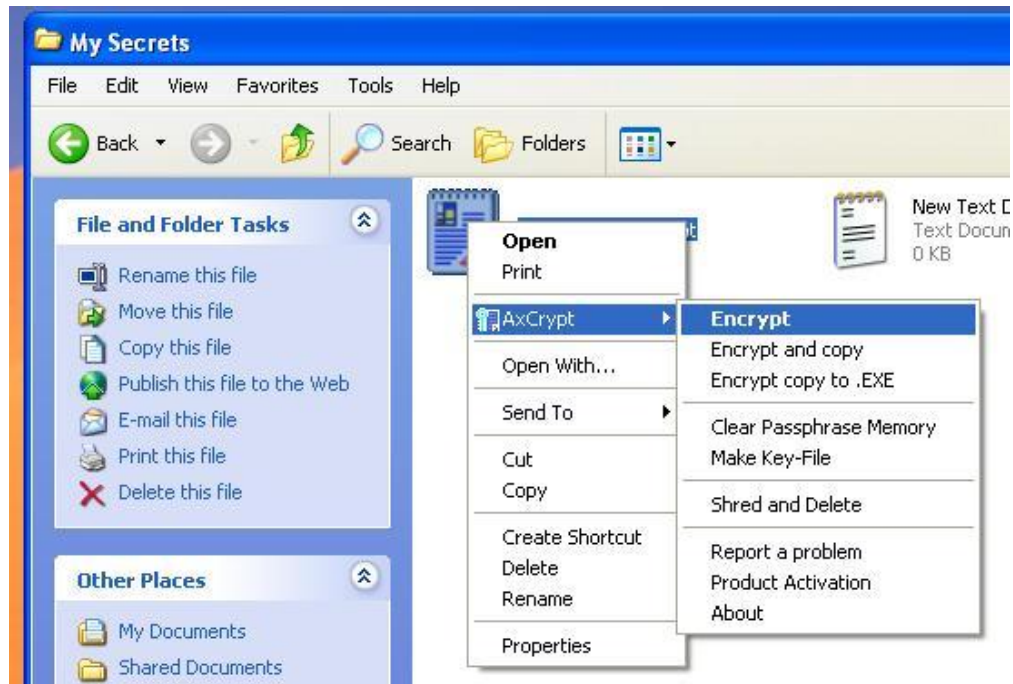 My Secrets
File Edit View Favorites Tools Help
Back Search Folders
File and Folder Tasks
Rename this file
Move this file
Copy this file
Publish this file to the Web
E-mail this file
Print this file
Delete this file
Other Places
My Documents
Shared Documents
New Text
Text
0 KB
Open
Print
AxCrypt
Open With...
Send To
Cut
Copy
Create Shortcut
Delete
Rename
Properties
Encrypt
Encrypt and copy
Encrypt copy to .EXE
Clear Passphrase Memory
Make Key-File
Shred and Delete
Report a problem
Product Activation
About